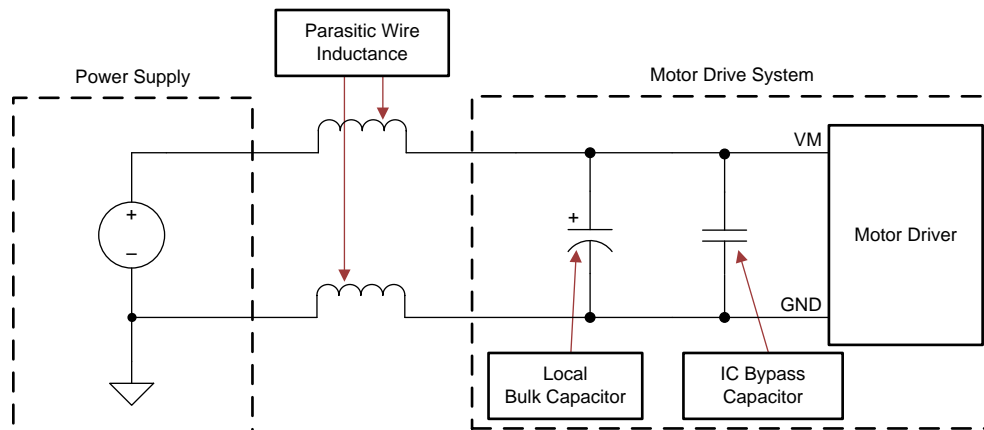 Parasitic Wire
Inductance
Power Supply
Motor Drive System
VM
+
+
–
Motor Driver
GND
Local
Bulk Capacitor
IC Bypass
Capacitor